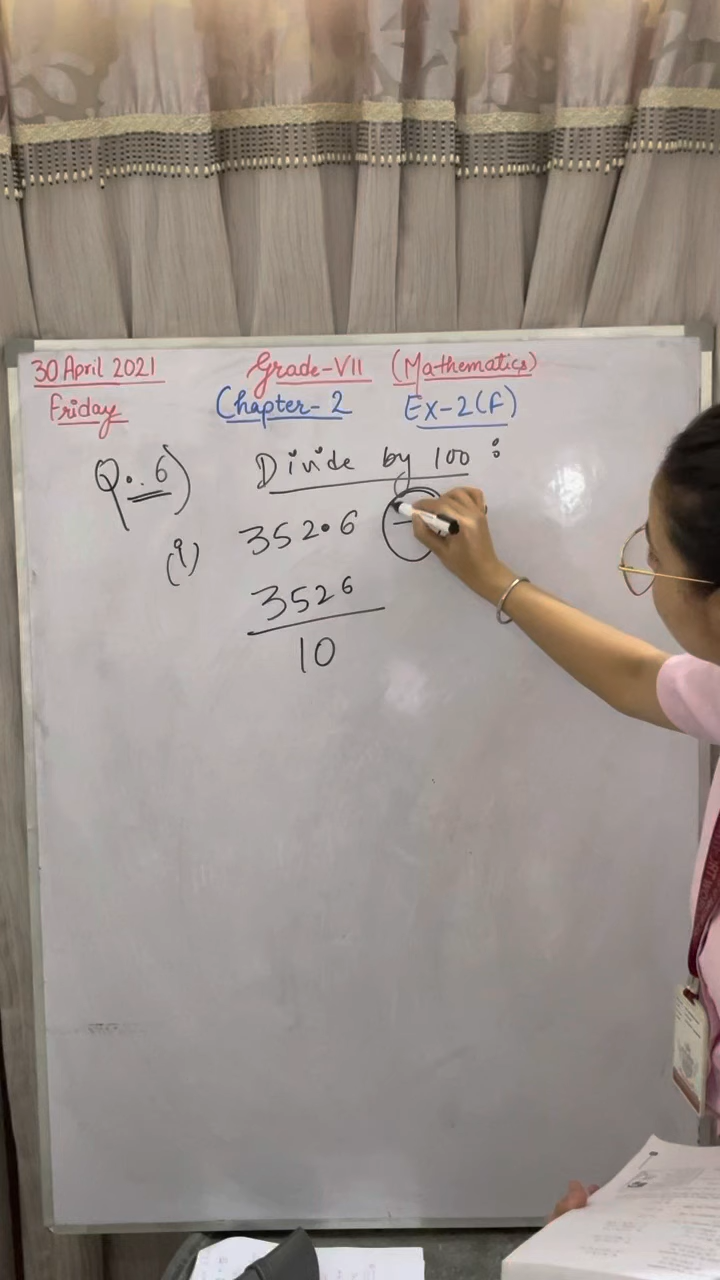 30 April 2021 Grade-VII (Mathematics)
Friday Chapter-2 Ex-2(F)
Q.. 6) Divide by 100 :
(i) 352.6
3526
10